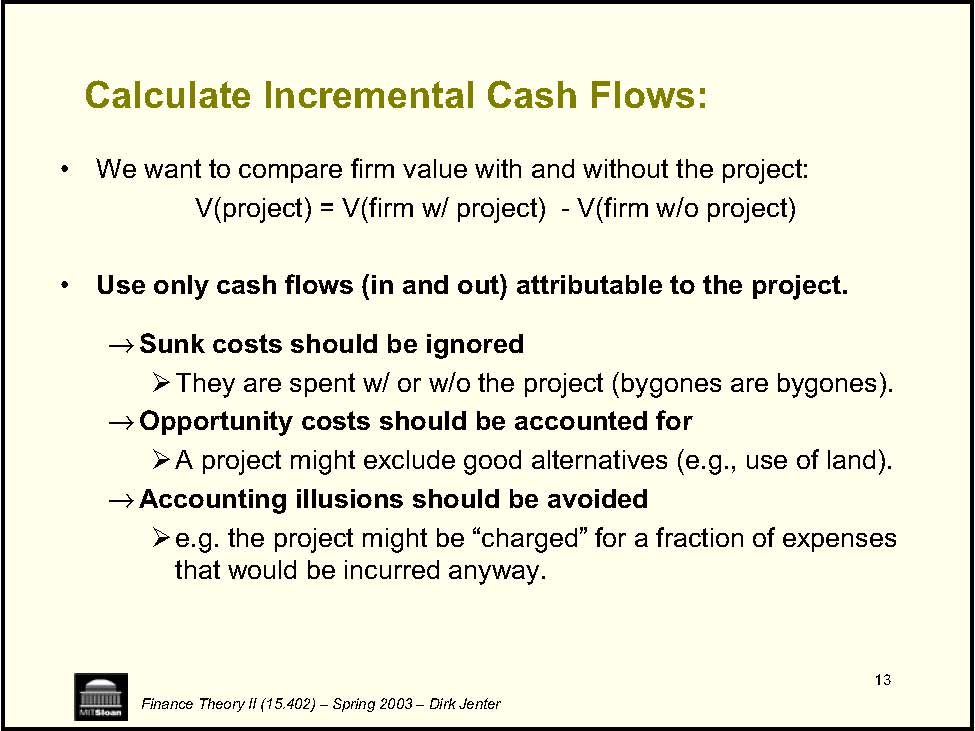 Calculate Incremental Cash Flows:
• We want to compare firm value with and without the project:
V(project) = V(firm w/ project) - V(firm w/o project)
• Use only cash flows (in and out) attributable to the project.
→ Sunk costs should be ignored
➢ They are spent w/ or w/o the project (bygones are bygones).
→ Opportunity costs should be accounted for
➢ A project might exclude good alternatives (e.g., use of land).
→ Accounting illusions should be avoided
➢ e.g. the project might be “charged” for a fraction of expenses
that would be incurred anyway.
13
MITSloan
Finance Theory II (15.402) – Spring 2003 – Dirk Jenter